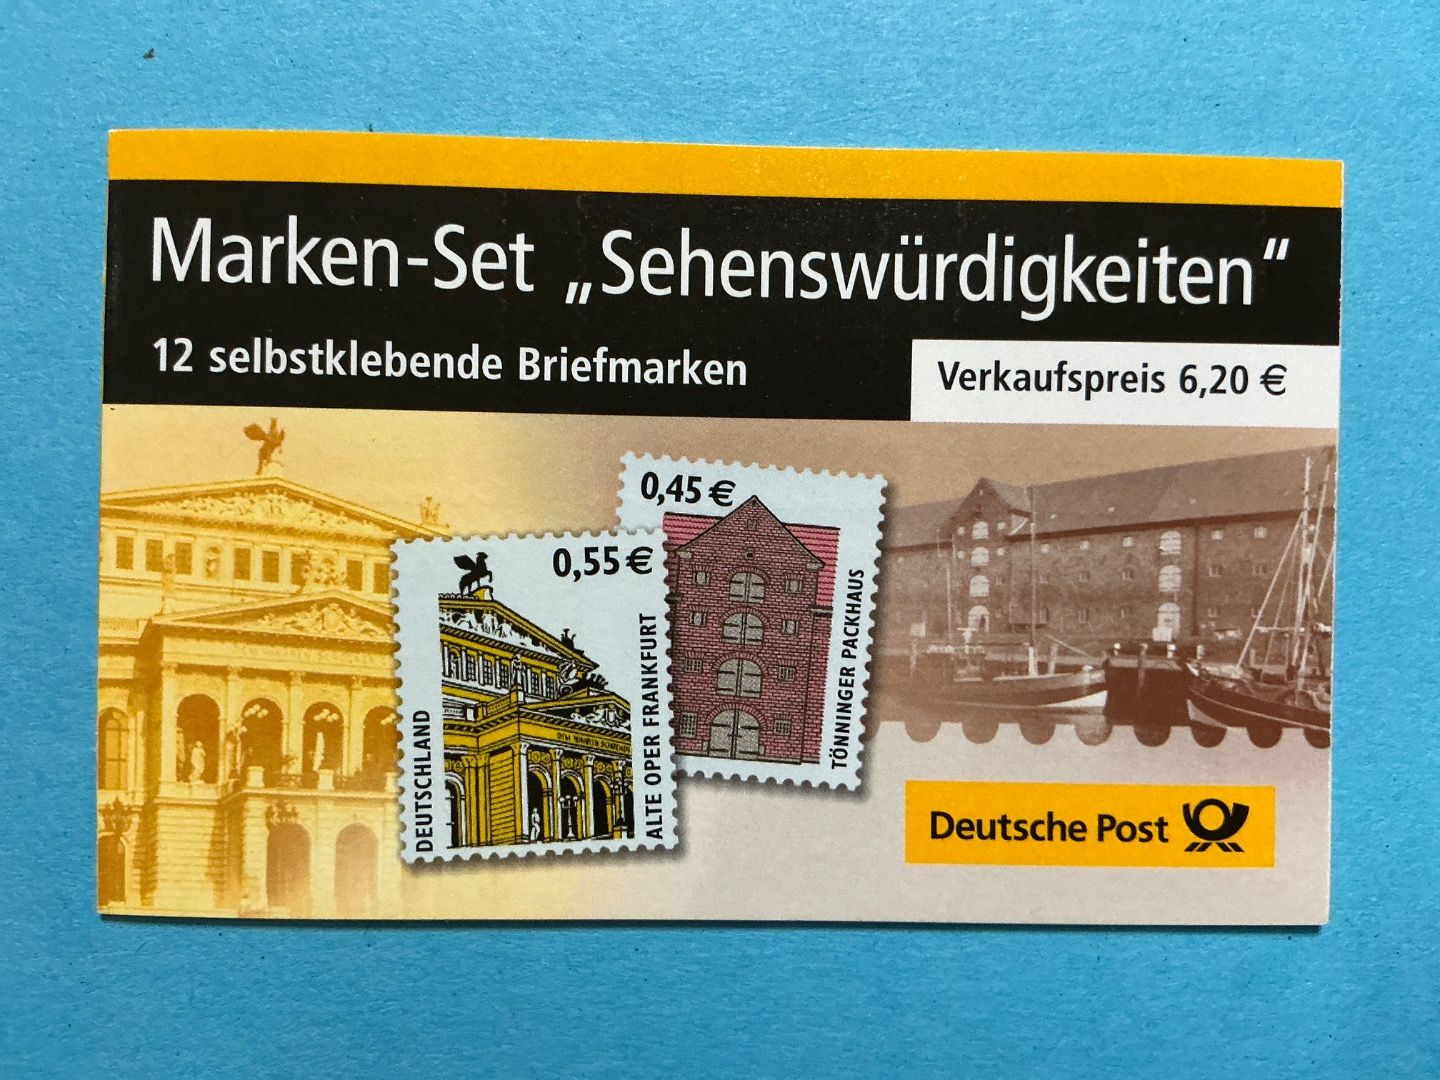 Marken-Set „Sehenswürdigkeiten“
12 selbstklebende Briefmarken
Verkaufspreis 6,20 €
0,45 €
TÖNNINGER PACKHAUS
0,55 €
DEUTSCHLAND
ALTE OPER FRANKFURT
Deutsche Post